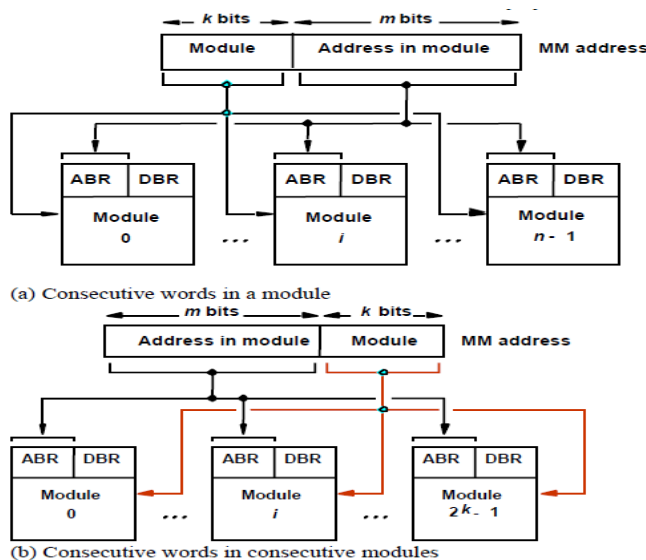 k bits m bits
Module Address in module MM address
ABR DBR ABR DBR ABR DBR
Module Module Module
0 ... i ... n - 1
(a) Consecutive words in a module
m bits k bits
Address in module Module MM address
ABR DBR ABR DBR ABR DBR
Module Module Module
0 ... i ... 2k- 1
(b) Consecutive words in consecutive modules